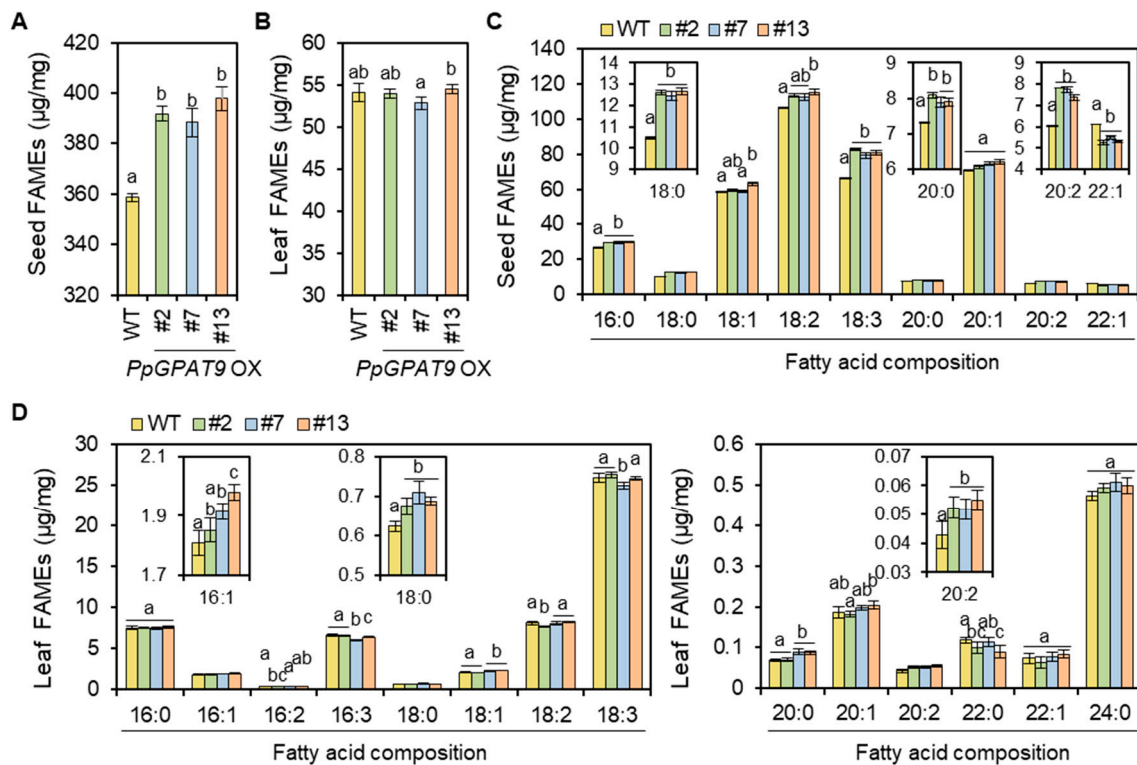 A
Seed FAMEs (µg/mg)
420
400
380
360
340
320
a
b
b
b
WT
#2
#7
#13
PpGPAT9 OX
B
Leaf FAMEs (µg/mg)
60
55
50
45
40
35
30
ab
ab
a
b
WT
#2
#7
#13
PpGPAT9 OX
C
WT #2 #7 #13
Seed FAMEs (µg/mg)
140
120
100
80
60
40
20
0
a b
a ab a b
a ab b
a b
a
13
12
11
10
9
a b
18:0
9
8
7
6
a b b
20:0
9
8
7
6
5
4
a b a b
20:2 22:1
16:0 18:0 18:1 18:2 18:3 20:0 20:1 20:2 22:1
Fatty acid composition
D
WT #2 #7 #13
Leaf FAMEs (µg/mg)
30
25
20
15
10
5
0
2.1
1.9
1.7
a a b b c
16:1
0.8
0.7
0.6
0.5
a b
18:0
a
a bc a ab
a b c
a b
a b a
a b a
16:0 16:1 16:2 16:3 18:0 18:1 18:2 18:3
Fatty acid composition
Leaf FAMEs (µg/mg)
0.6
0.5
0.4
0.3
0.2
0.1
0
0.06
0.05
0.04
0.03
a b
20:2
a b
ab a ab b
a bc ab c
a
a
20:0 20:1 20:2 22:0 22:1 24:0
Fatty acid composition